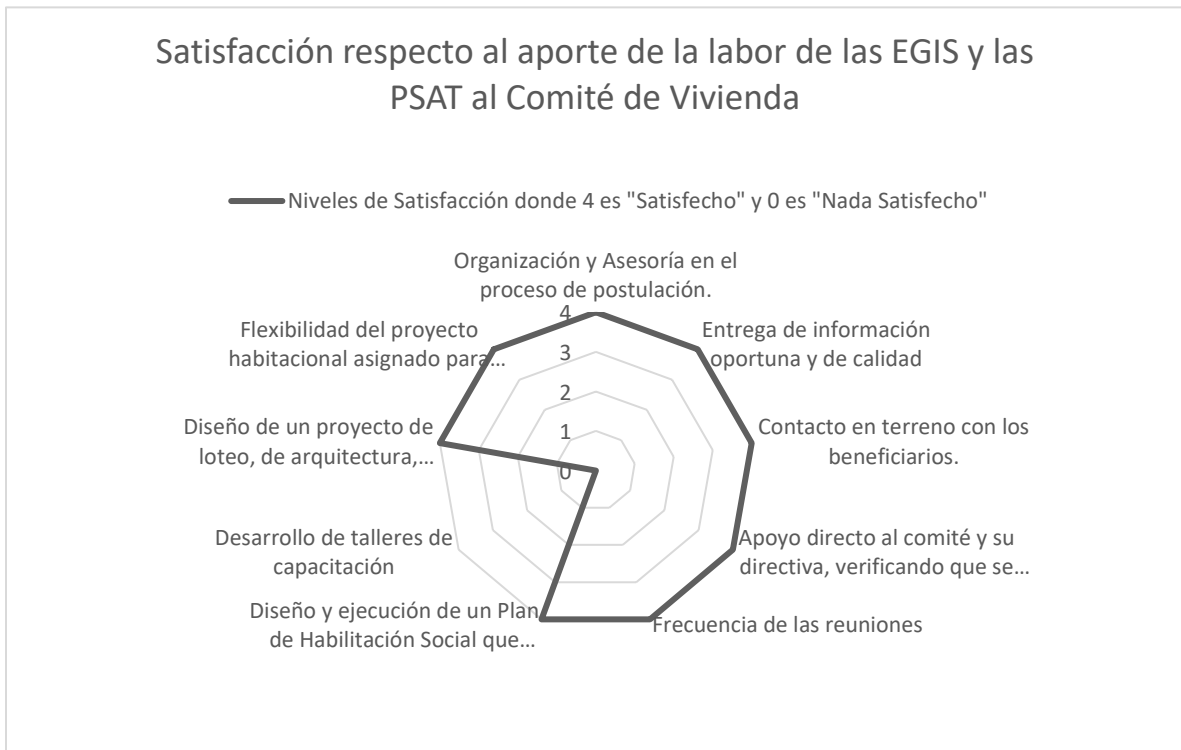 Satisfacción respecto al aporte de la labor de las EGIS y las
PSAT al Comité de Vivienda
Niveles de Satisfacción donde 4 es "Satisfecho" y 0 es "Nada Satisfecho"
Organización y Asesoría en el
proceso de postulación.
Entrega de información
oportuna y de calidad
Contacto en terreno con los
beneficiarios.
Apoyo directo al comité y su
directiva, verificando que se…
Frecuencia de las reuniones
Diseño y ejecución de un Plan
de Habilitación Social que…
Desarrollo de talleres de
capacitación
Diseño de un proyecto de
loteo, de arquitectura,…
Flexibilidad del proyecto
habitacional asignado para…
4
3
2
1
0